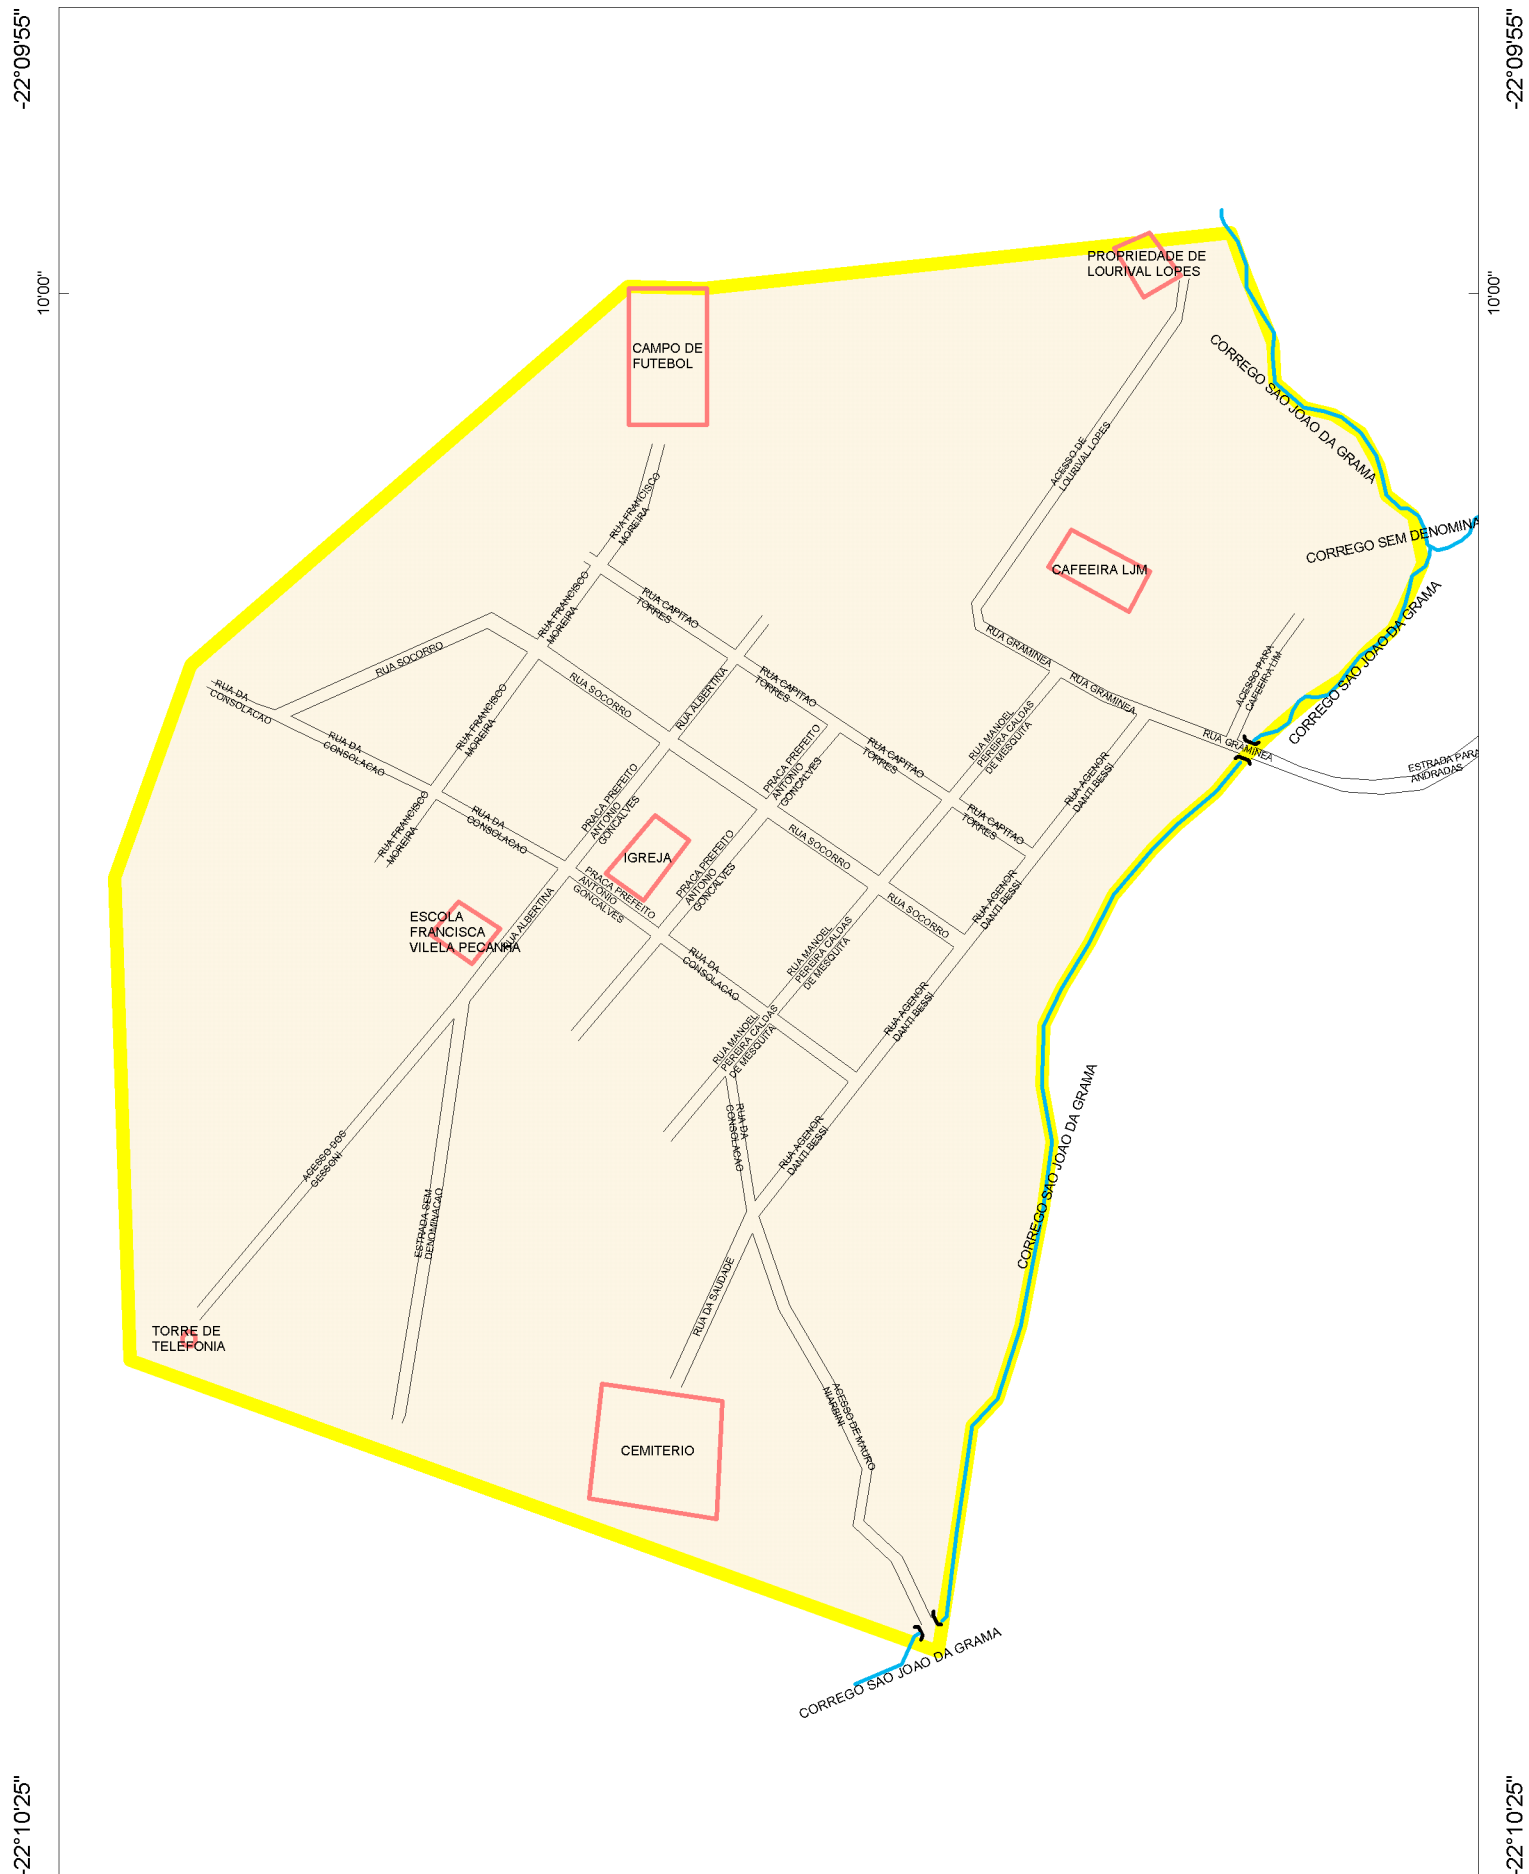 -22°09'55"
-22°09'55"
PROPRIEDADE DE
LOURIVAL LOPES
10'00"
10'00"
CAMPO DE
FUTEBOL
CORREGO SAO JOAO DA GRAMA
ACESSO DE
LOURIVAL LOPES
RUA FRANCISCO
MOREIRA
CORREGO SEM DENOMINA
CAFEEIRA LJM
RUA FRANCISCO
MOREIRA
RUA CAPITAO
TORRES
CORREGO SAO JOAO DA GRAMA
RUA GRAMINEA
RUA SOCORRO
ACESSO PARA
CAFEEIRA LJM
RUA DA
CONSOLACAO
RUA SOCORRO
RUA ALBERTINA
RUA CAPITAO
TORRES
RUA GRAMINEA
RUA FRANCISCO
MOREIRA
RUA MANOEL
PEREIRA CALDAS
DE MESQUITA
RUA GRAMINEA
RUA DA
CONSOLACAO
PRACA PREFEITO
ANTONIO
GONCALVES
RUA CAPITAO
TORRES
ESTRADA PARA
ANDRADAS
RUA AGENOR
DANTI BESSI
PRACA PREFEITO
ANTONIO
GONCALVES
RUA FRANCISCO
MOREIRA
RUA DA
CONSOLACAO
RUA CAPITAO
TORRES
IGREJA
RUA SOCORRO
PRACA PREFEITO
ANTONIO
GONCALVES
PRACA PREFEITO
ANTONIO
GONCALVES
RUA AGENOR
DANTI BESSI
RUA SOCORRO
ESCOLA
FRANCISCA
VILELA PECANHA
RUA ALBERTINA
RUA MANOEL
PEREIRA CALDAS
DE MESQUITA
RUA DA
CONSOLACAO
RUA AGENOR
DANTI BESSI
RUA MANOEL
PEREIRA CALDAS
DE MESQUITA
CORREGO SAO JOAO DA GRAMA
RUA DA
CONSOLACAO
RUA AGENOR
DANTI BESSI
ACESSO DOS
GESSONI
ESTRADA SEM
DENOMINACAO
RUA DA SAUDADE
TORRE DE
TELEFONIA
ACESSO DE MAURO
NIARBINI
CEMITERIO
CORREGO SAO JOAO DA GRAMA
-22°10'25"
-22°10'25"